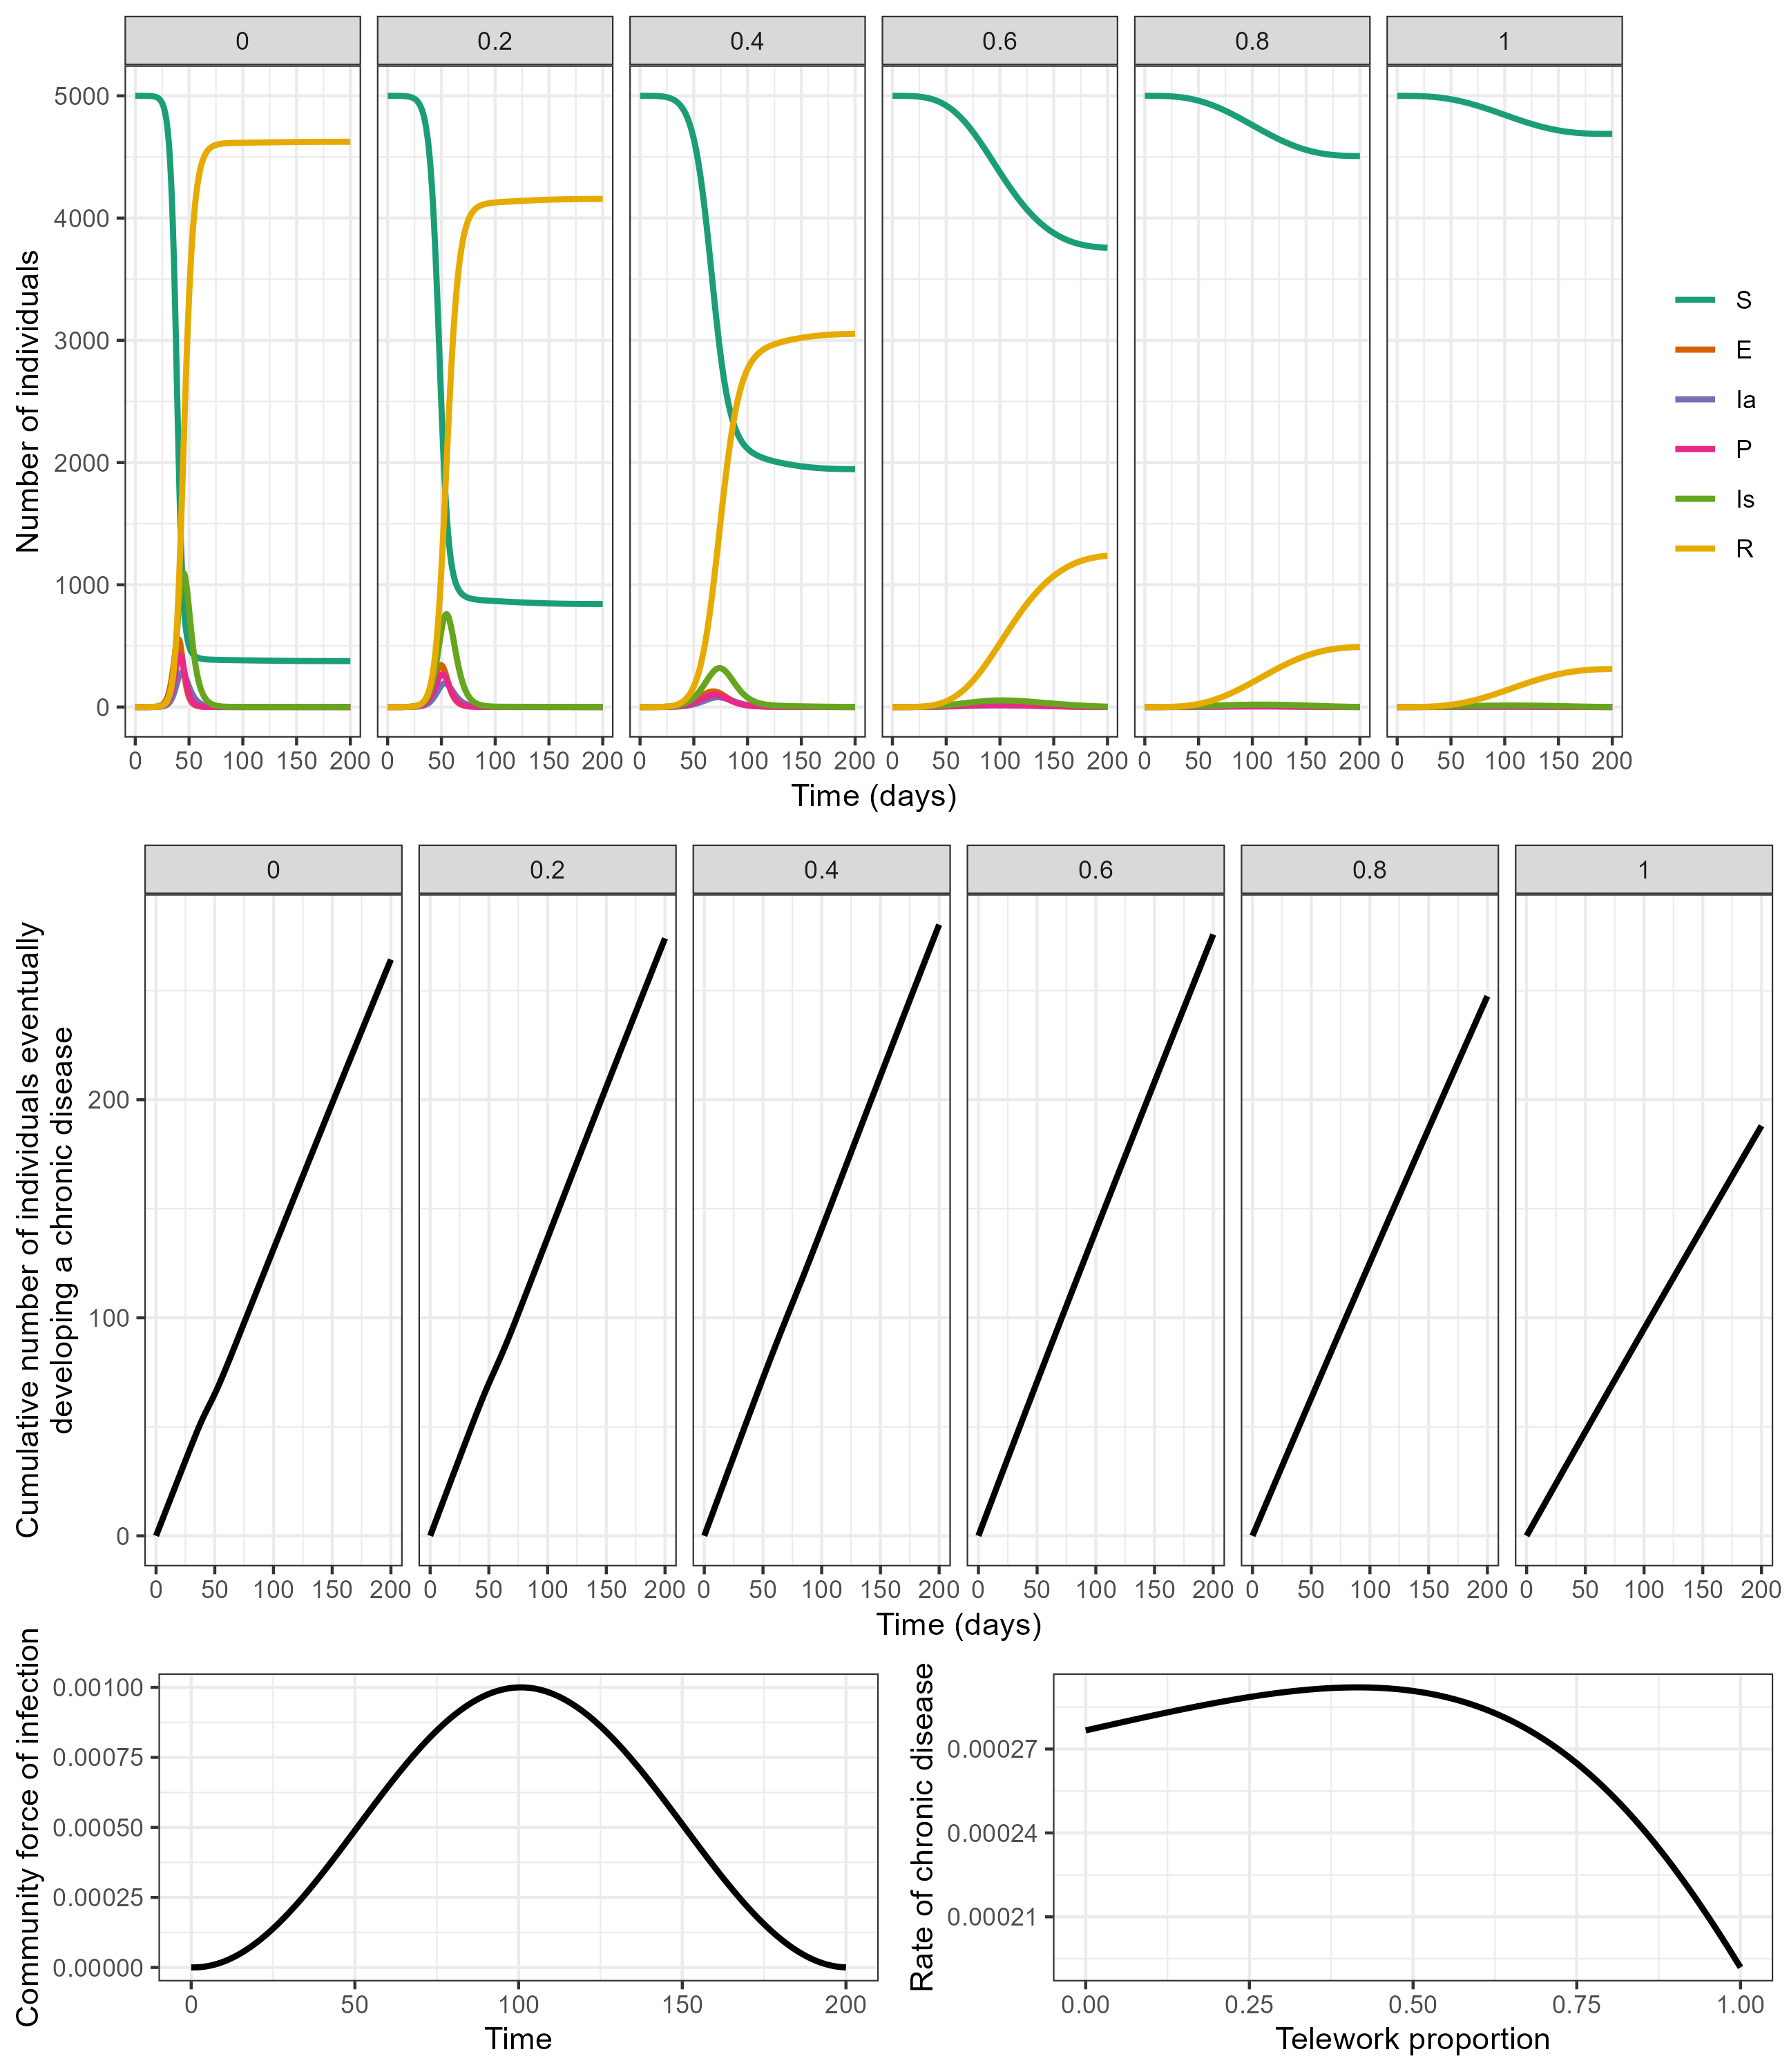 0 0.2 0.4 0.6 0.8 1
5000
4000
3000
2000
1000
0
Number of individuals
0 50 100 150 200 0 50 100 150 200 0 50 100 150 200 0 50 100 150 200 0 50 100 150 200 0 50 100 150 200
Time (days)
S
E
Ia
P
Is
R
0 0.2 0.4 0.6 0.8 1
Cumulative number of individuals eventually
developing a chronic disease
200
100
0
0 50 100 150 200 0 50 100 150 200 0 50 100 150 200 0 50 100 150 200 0 50 100 150 200 0 50 100 150 200
Time (days)
Community force of infection
0.00100
0.00075
0.00050
0.00025
0.00000
0 50 100 150 200
Time
Rate of chronic disease
0.00027
0.00024
0.00021
0.00 0.25 0.50 0.75 1.00
Telework proportion